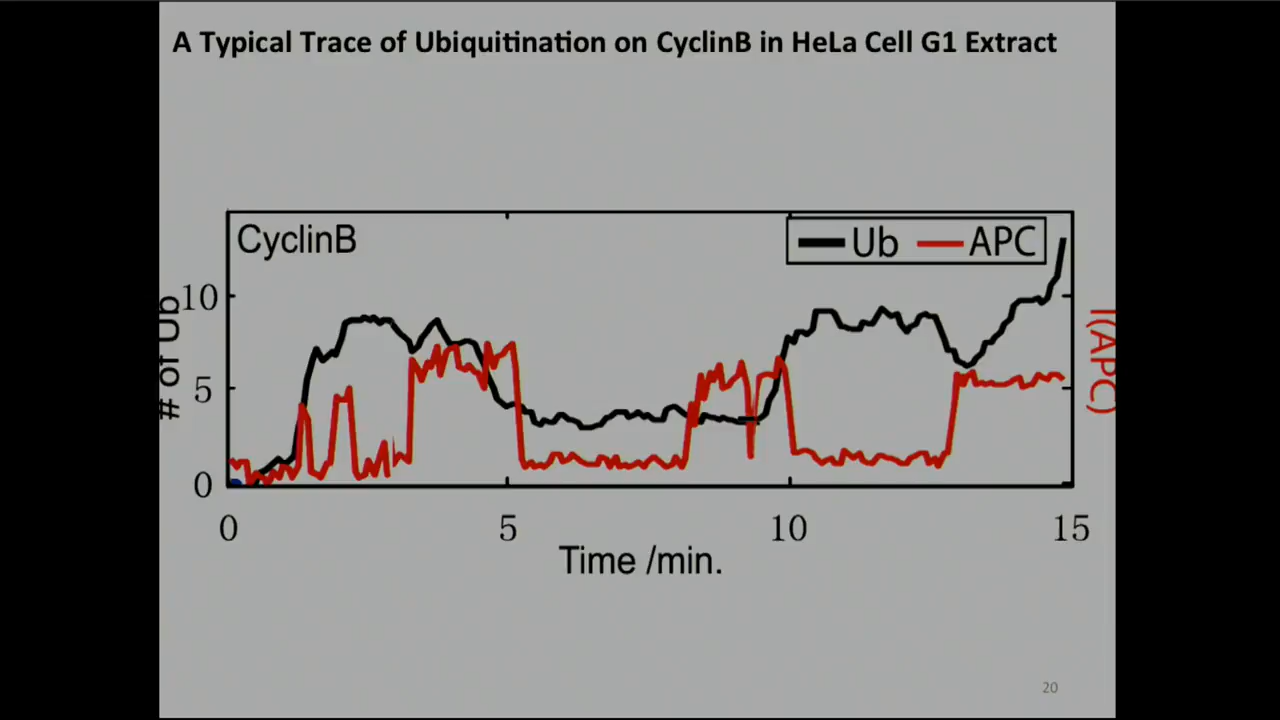 A Typical Trace of Ubiquitination on CyclinB in HeLa Cell G1 Extract
CyclinB
Ub APC
# of Ub
10
5
0
I(APC)
0 5 10 15
Time /min.
20